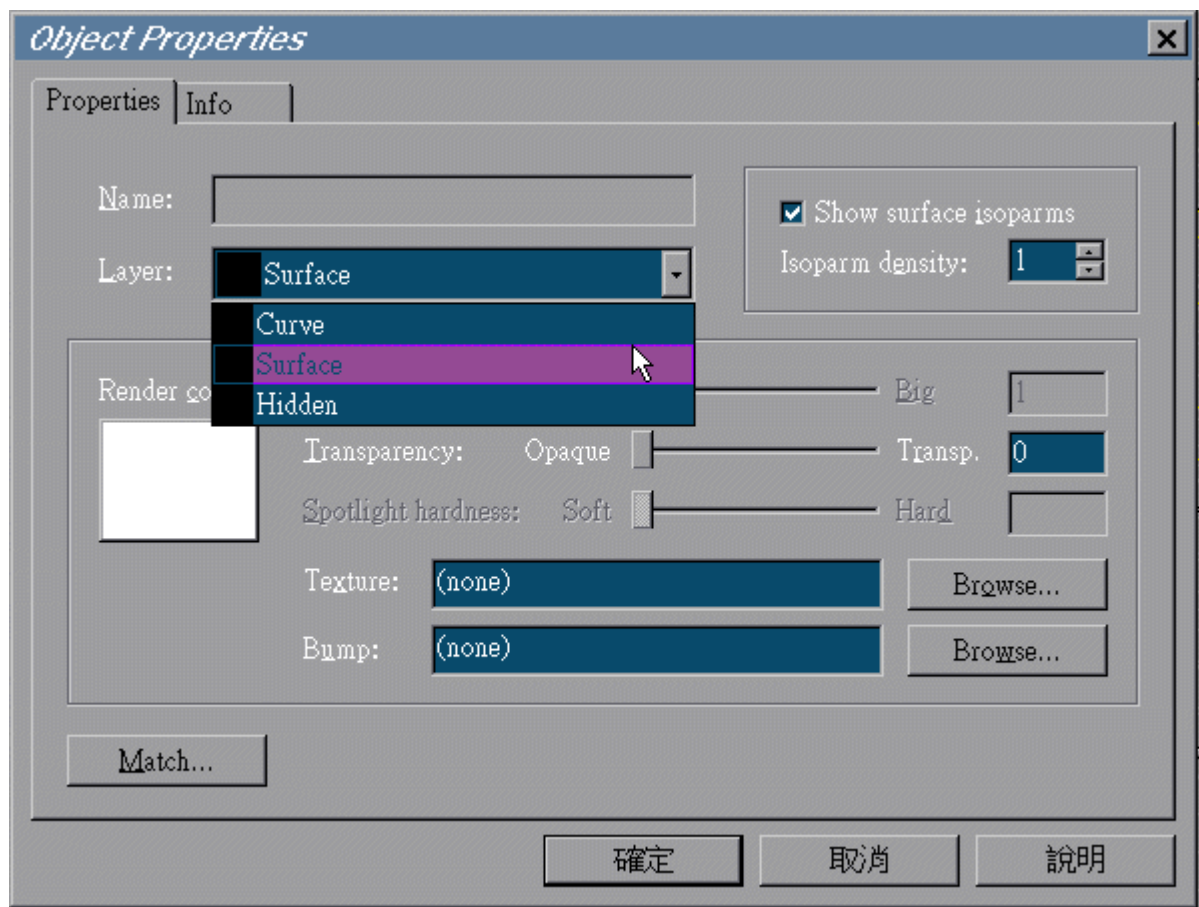 Object Properties
Properties Info
Name:
Show surface isoparms
Layer: Surface
Isoparm density: 1
Curve
Surface
Hidden
Render co
Big 1
Transparency: Opaque Transp. 0
Spotlight hardness: Soft Hard
Texture: (none) Browse...
Bump: (none) Browse...
Match...
確定 取消 說明